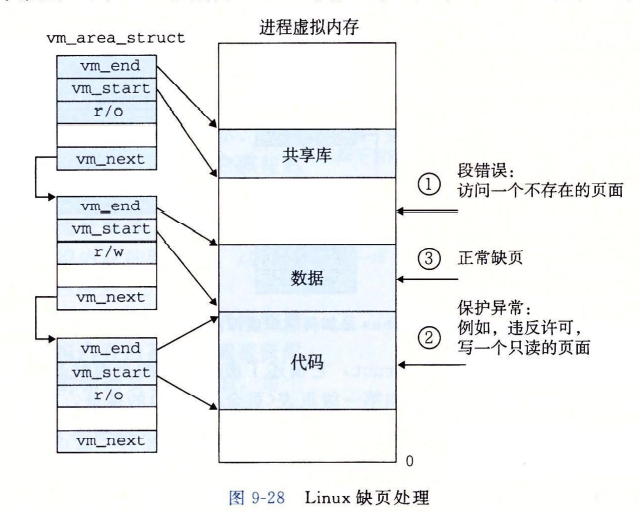 进程虚拟内存
vm_area_struct
vm_end
vm_start
r/o
vm_next
vm_end
vm_start
r/w
vm_next
vm_end
vm_start
r/o
vm_next
共享库
数据
代码
0
① 段错误：
访问一个不存在的页面
③ 正常缺页
② 保护异常：
例如，违反许可，
写一个只读的页面
图 9-28 Linux 缺页处理